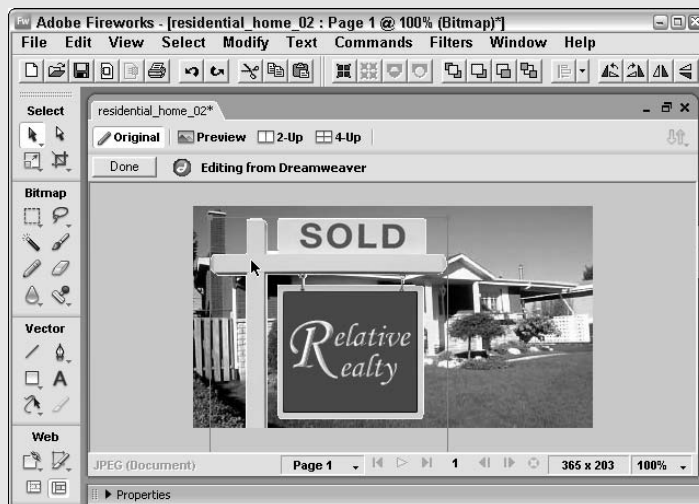 Fw Adobe Fireworks - [residential_home_02 : Page 1 @ 100% (Bitmap)*]
File Edit View Select Modify Text Commands Filters Window Help
Select
residential_home_02*
Original Preview 2-Up 4-Up
Done Editing from Dreamweaver
Bitmap
SOLD
Relative
Realty
Vector
A
Web
JPEG (Document) Page 1 1 365 x 203 100%
Properties